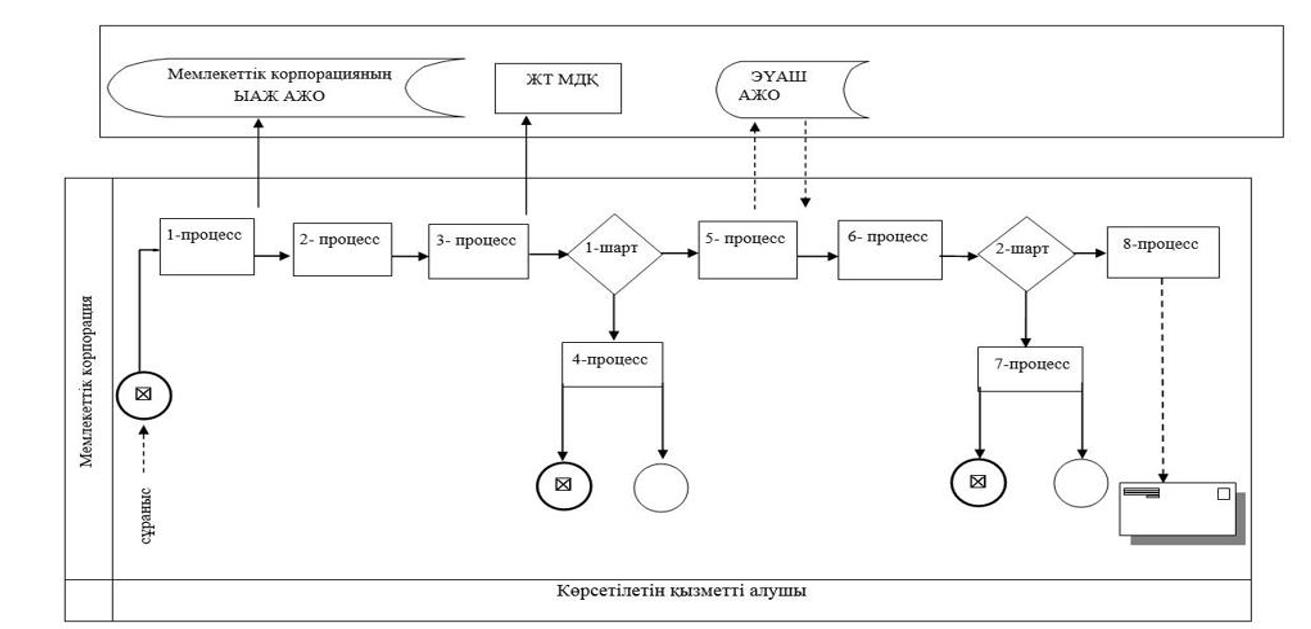 Мемлекеттік корпорацияның
ЫАЖ АЖО
ЖТ МДҚ
ЭҮАШ
АЖО
1-процесс
2- процесс
3- процесс
1-шарт
5- процесс
6- процесс
2-шарт
8-процесс
4-процесс
7-процесс
Мемлекеттік корпорация
сұраныс
Көрсетілетін қызметті алушы